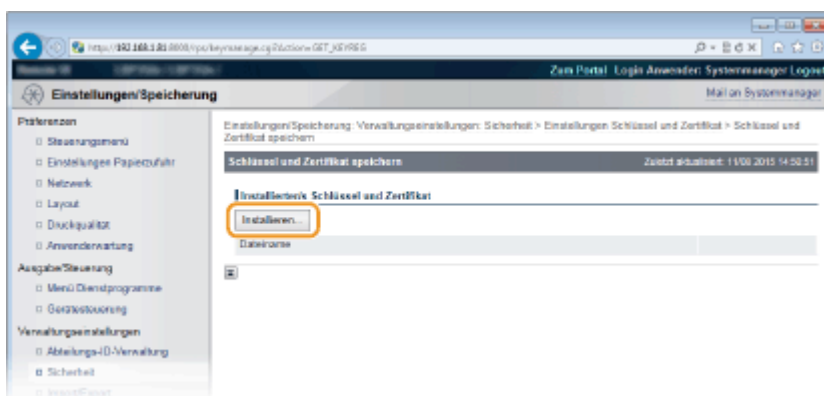 Zum Portal Login Anwender: Systemmanager Logout
Einstellungen/Speicherung
Mail an Systemmanager
Präferenzen
Steuerungsmenü
Einstellungen Papierzufuhr
Netzwerk
Layout
Druckqualität
Anwenderwartung
Ausgabe/Steuerung
Menü Dienstprogramme
Gerätesteuerung
Verwaltungseinstellungen
Abteilungs-ID-Verwaltung
Sicherheit
Import/Export
Einstellungen/Speicherung: Verwaltungseinstellungen: Sicherheit > Einstellungen Schlüssel und Zertifikat > Schlüssel und
Zertifikat speichern
Schlüssel und Zertifikat speichern
Zuletzt aktualisiert: 11/08 2015 14:50:51
Installierte/s Schlüssel und Zertifikat
Installieren...
Dateiname